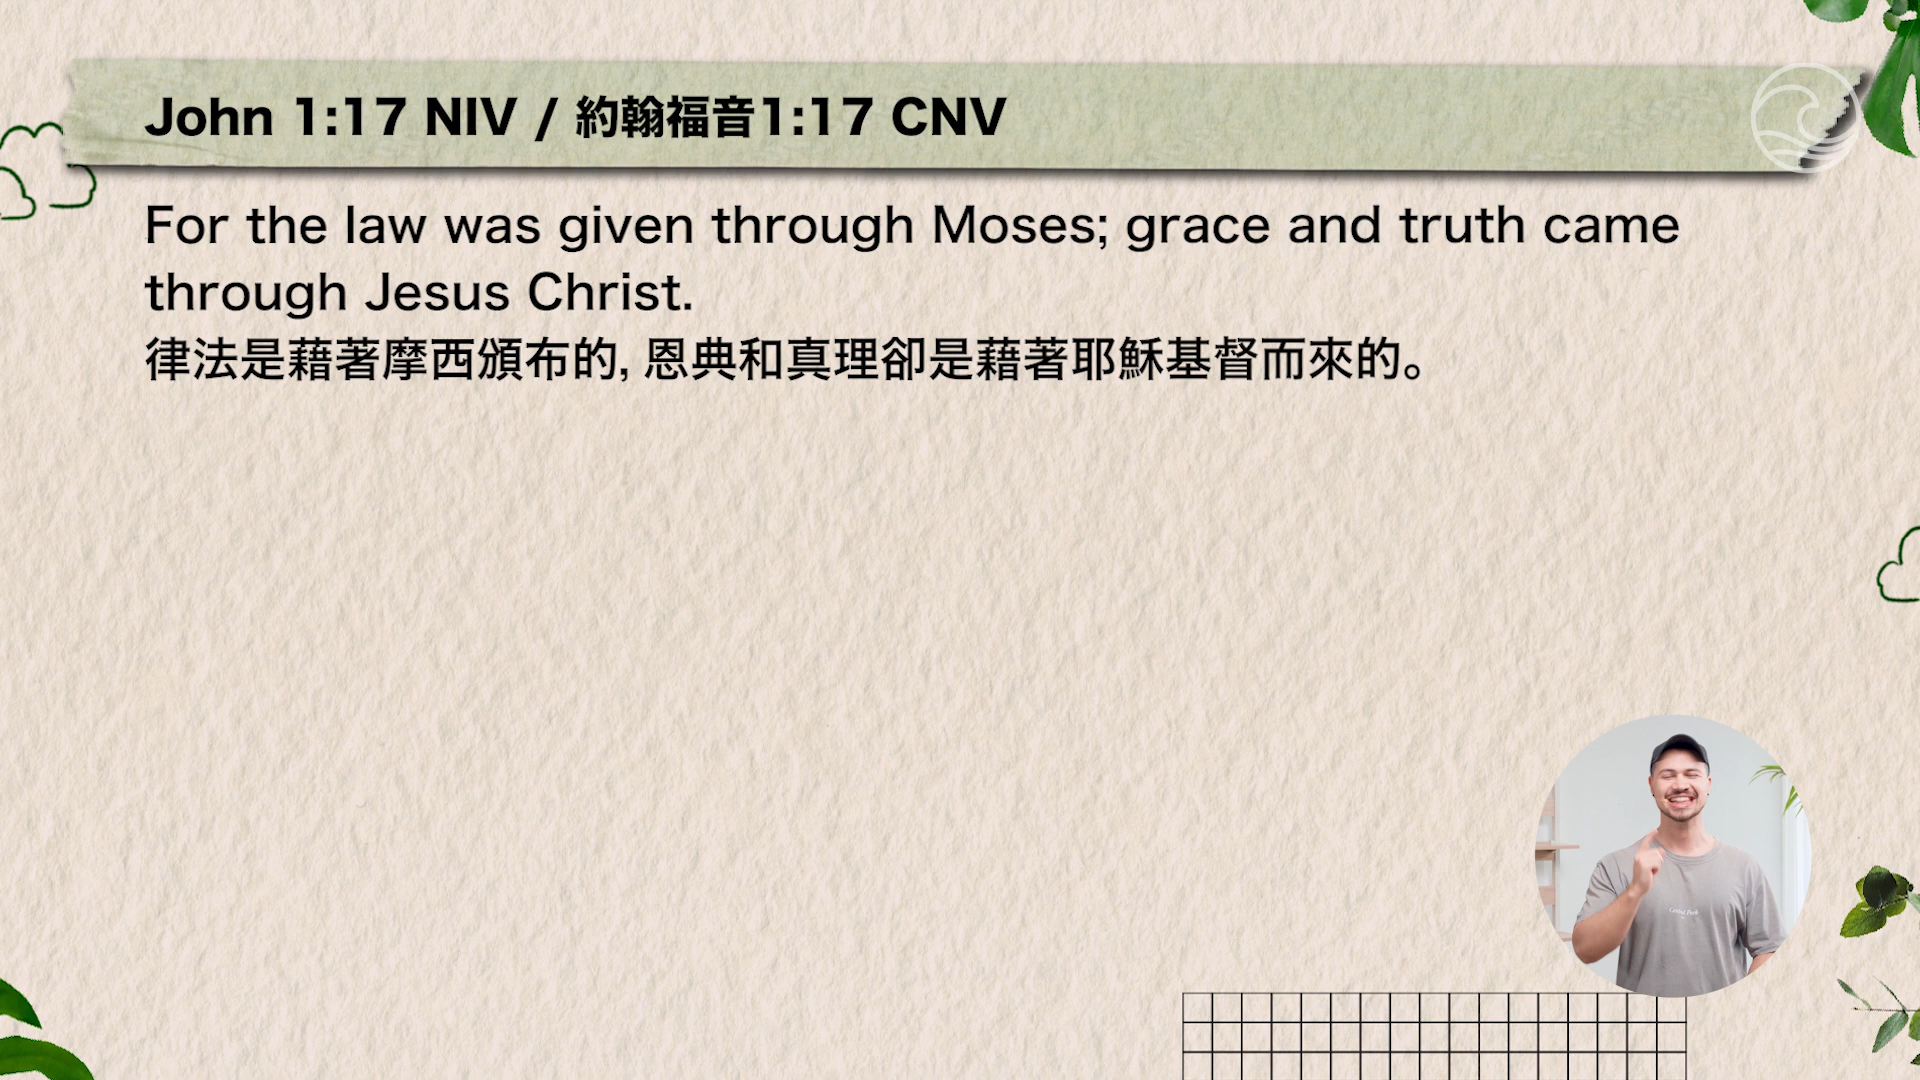 John 1:17 NIV / 約翰福音1:17 CNV
For the law was given through Moses; grace and truth came
through Jesus Christ.
律法是藉著摩西頒布的, 恩典和真理卻是藉著耶穌基督而來的。